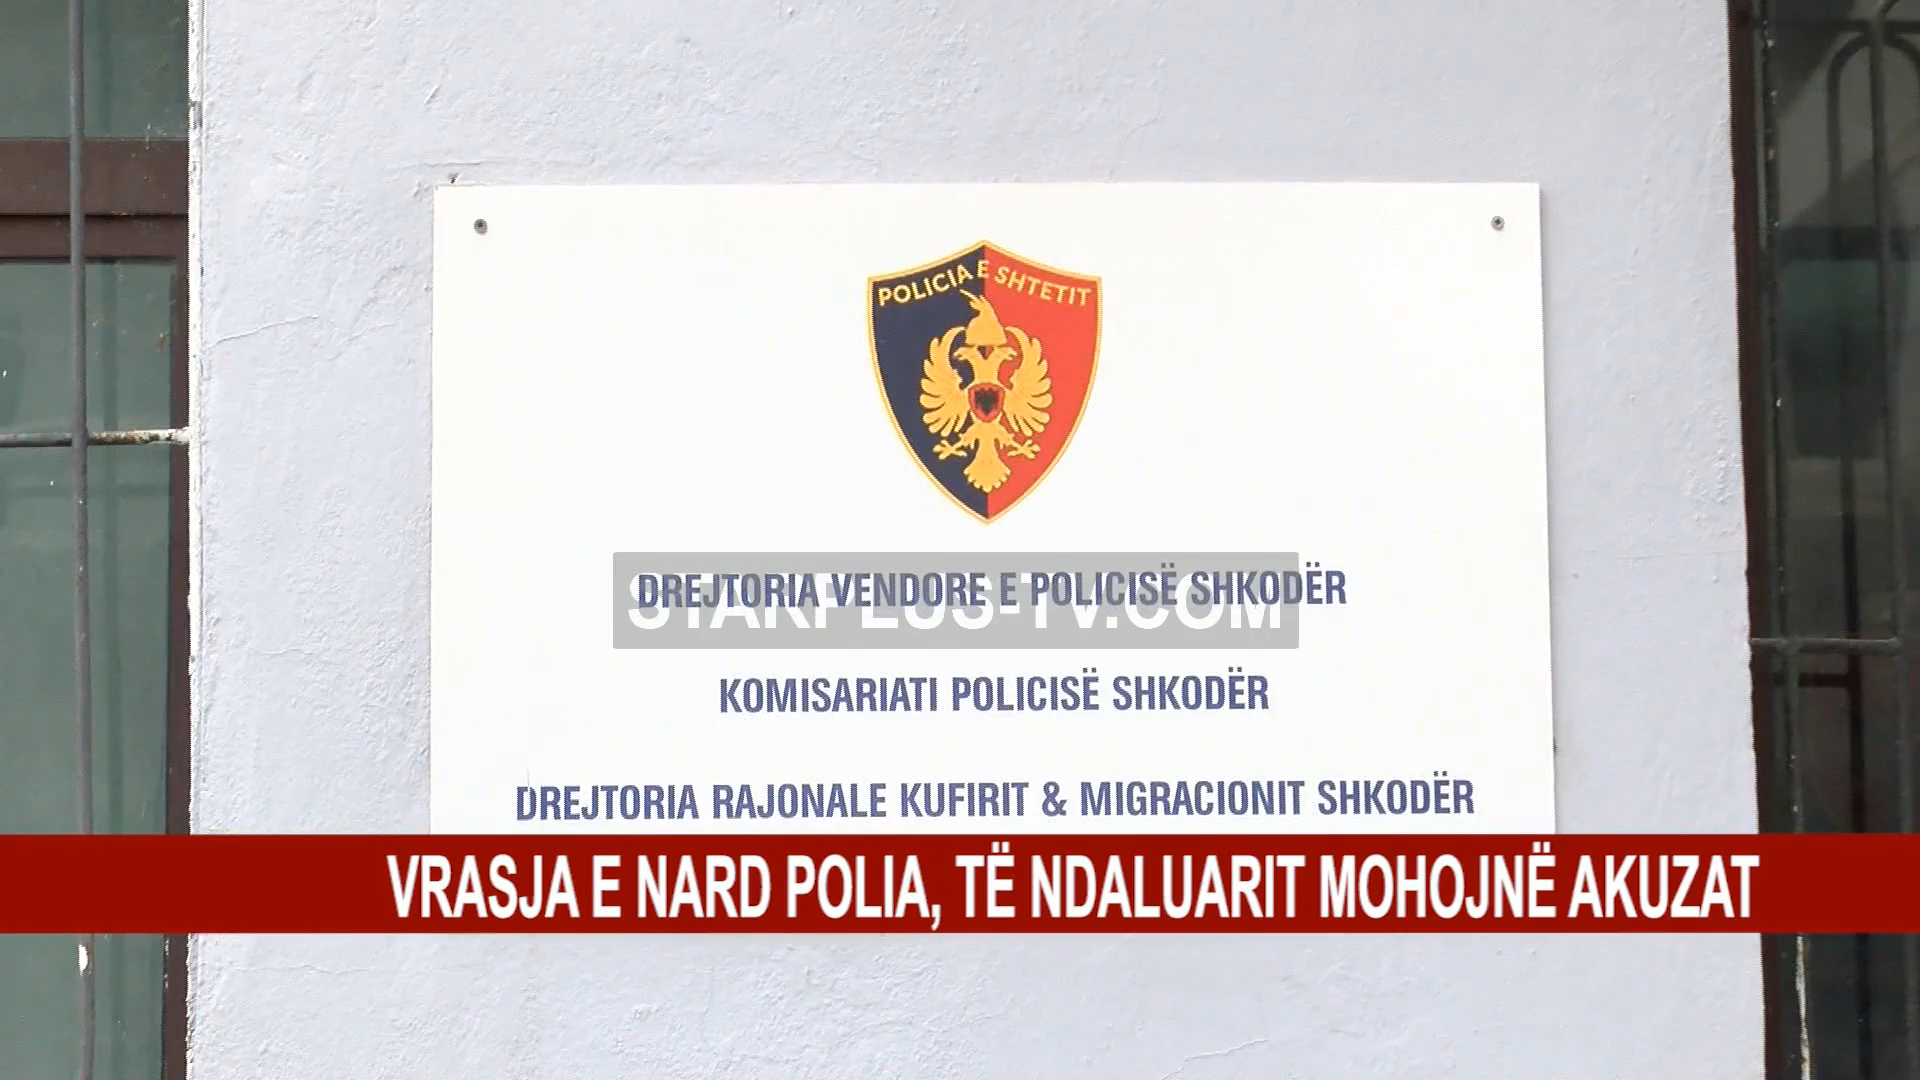 POLICIA E SHTETIT
DREJTORIA VENDORE E POLICISË SHKODËR
STARPLUS-TV.COM
KOMISARIATI POLICISË SHKODËR
DREJTORIA RAJONALE KUFIRIT & MIGRACIONIT SHKODËR
VRASJA E NARD POLIA, TË NDALUARIT MOHOJNË AKUZAT